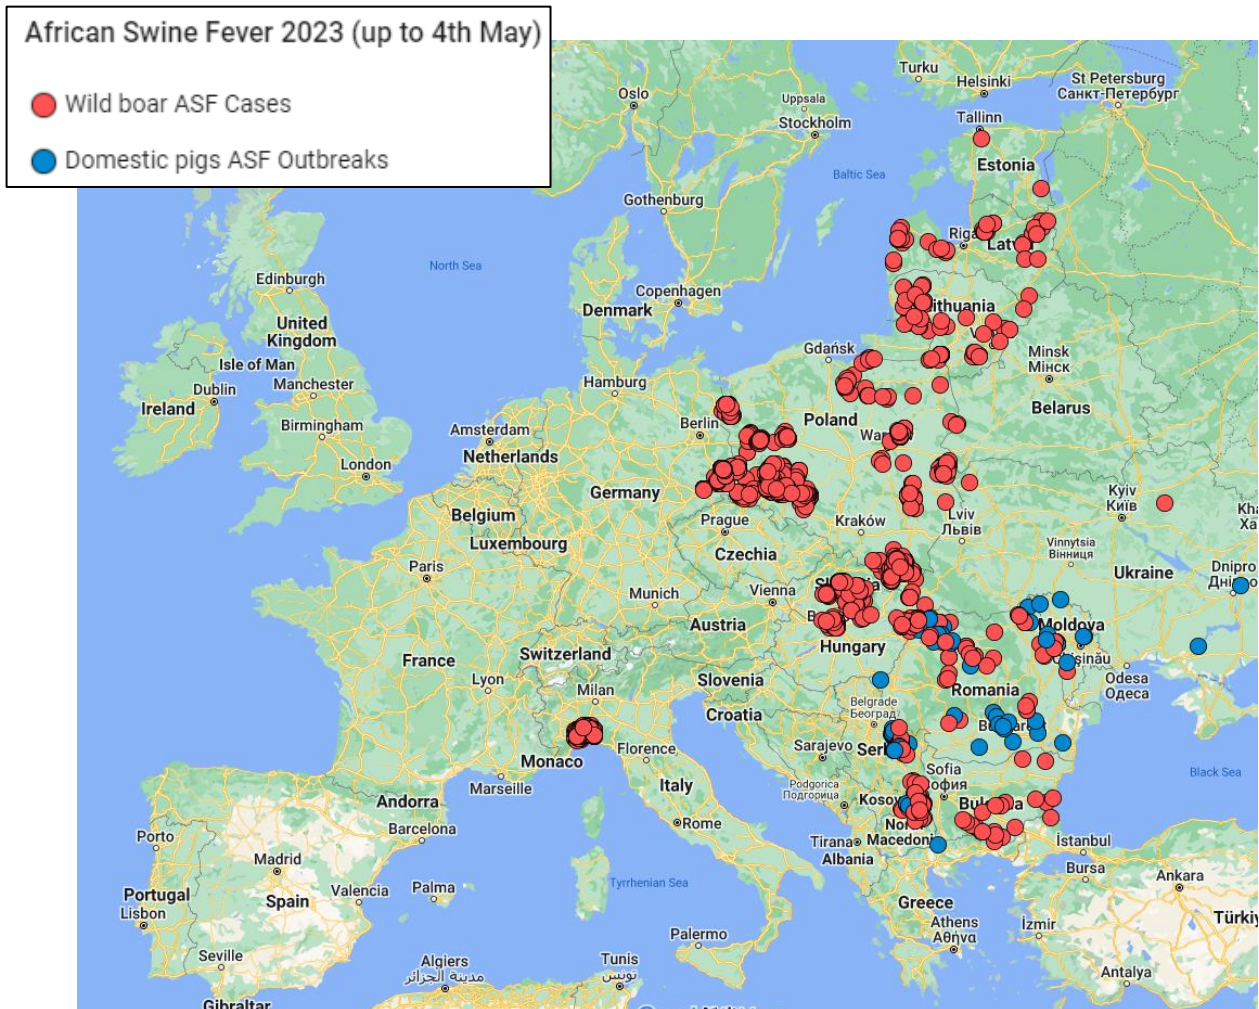 African Swine Fever 2023 (up to 4th May)
Wild boar ASF Cases
Domestic pigs ASF Outbreaks
Oslo
Uppsala
Stockholm
Turku
Helsinki
St Petersburg
Санкт-Петербург
Tallinn
Estonia
Baltic Sea
Gothenburg
North Sea
Riga
Edinburgh
Copenhagen
Denmark
United
Kingdom
Isle of Man
Gdańsk
Minsk
Мінск
Dublin
Manchester
Hamburg
Ireland
Birmingham
Amsterdam
Berlin
Poland
Belarus
Netherlands
London
Germany
Kyiv
Київ
Belgium
Prague
Kraków
Lviv
Львів
Luxembourg
Czechia
Vinnytsia
Вінниця
Paris
Ukraine
Dnipro
Munich
Vienna
Austria
Moldova
Hungary
France
Switzerland
Slovenia
Romania
Odesa
Одеса
Lyon
Milan
Croatia
Belgrade
Београд
Monaco
Florence
Sarajevo
Sofia
Black Sea
Marseille
Italy
Podgorica
Подгорица
Andorra
Barcelona
Rome
Tirana
Albania
İstanbul
Porto
Madrid
Bursa
Ankara
Portugal
Lisbon
Spain
Valencia
Palma
Tyrrhenian Sea
Greece
Athens
Αθήνα
İzmir
Seville
Palermo
Algiers
مدينة الجزائر
Tunis
تونس
Antalya
Gibraltar